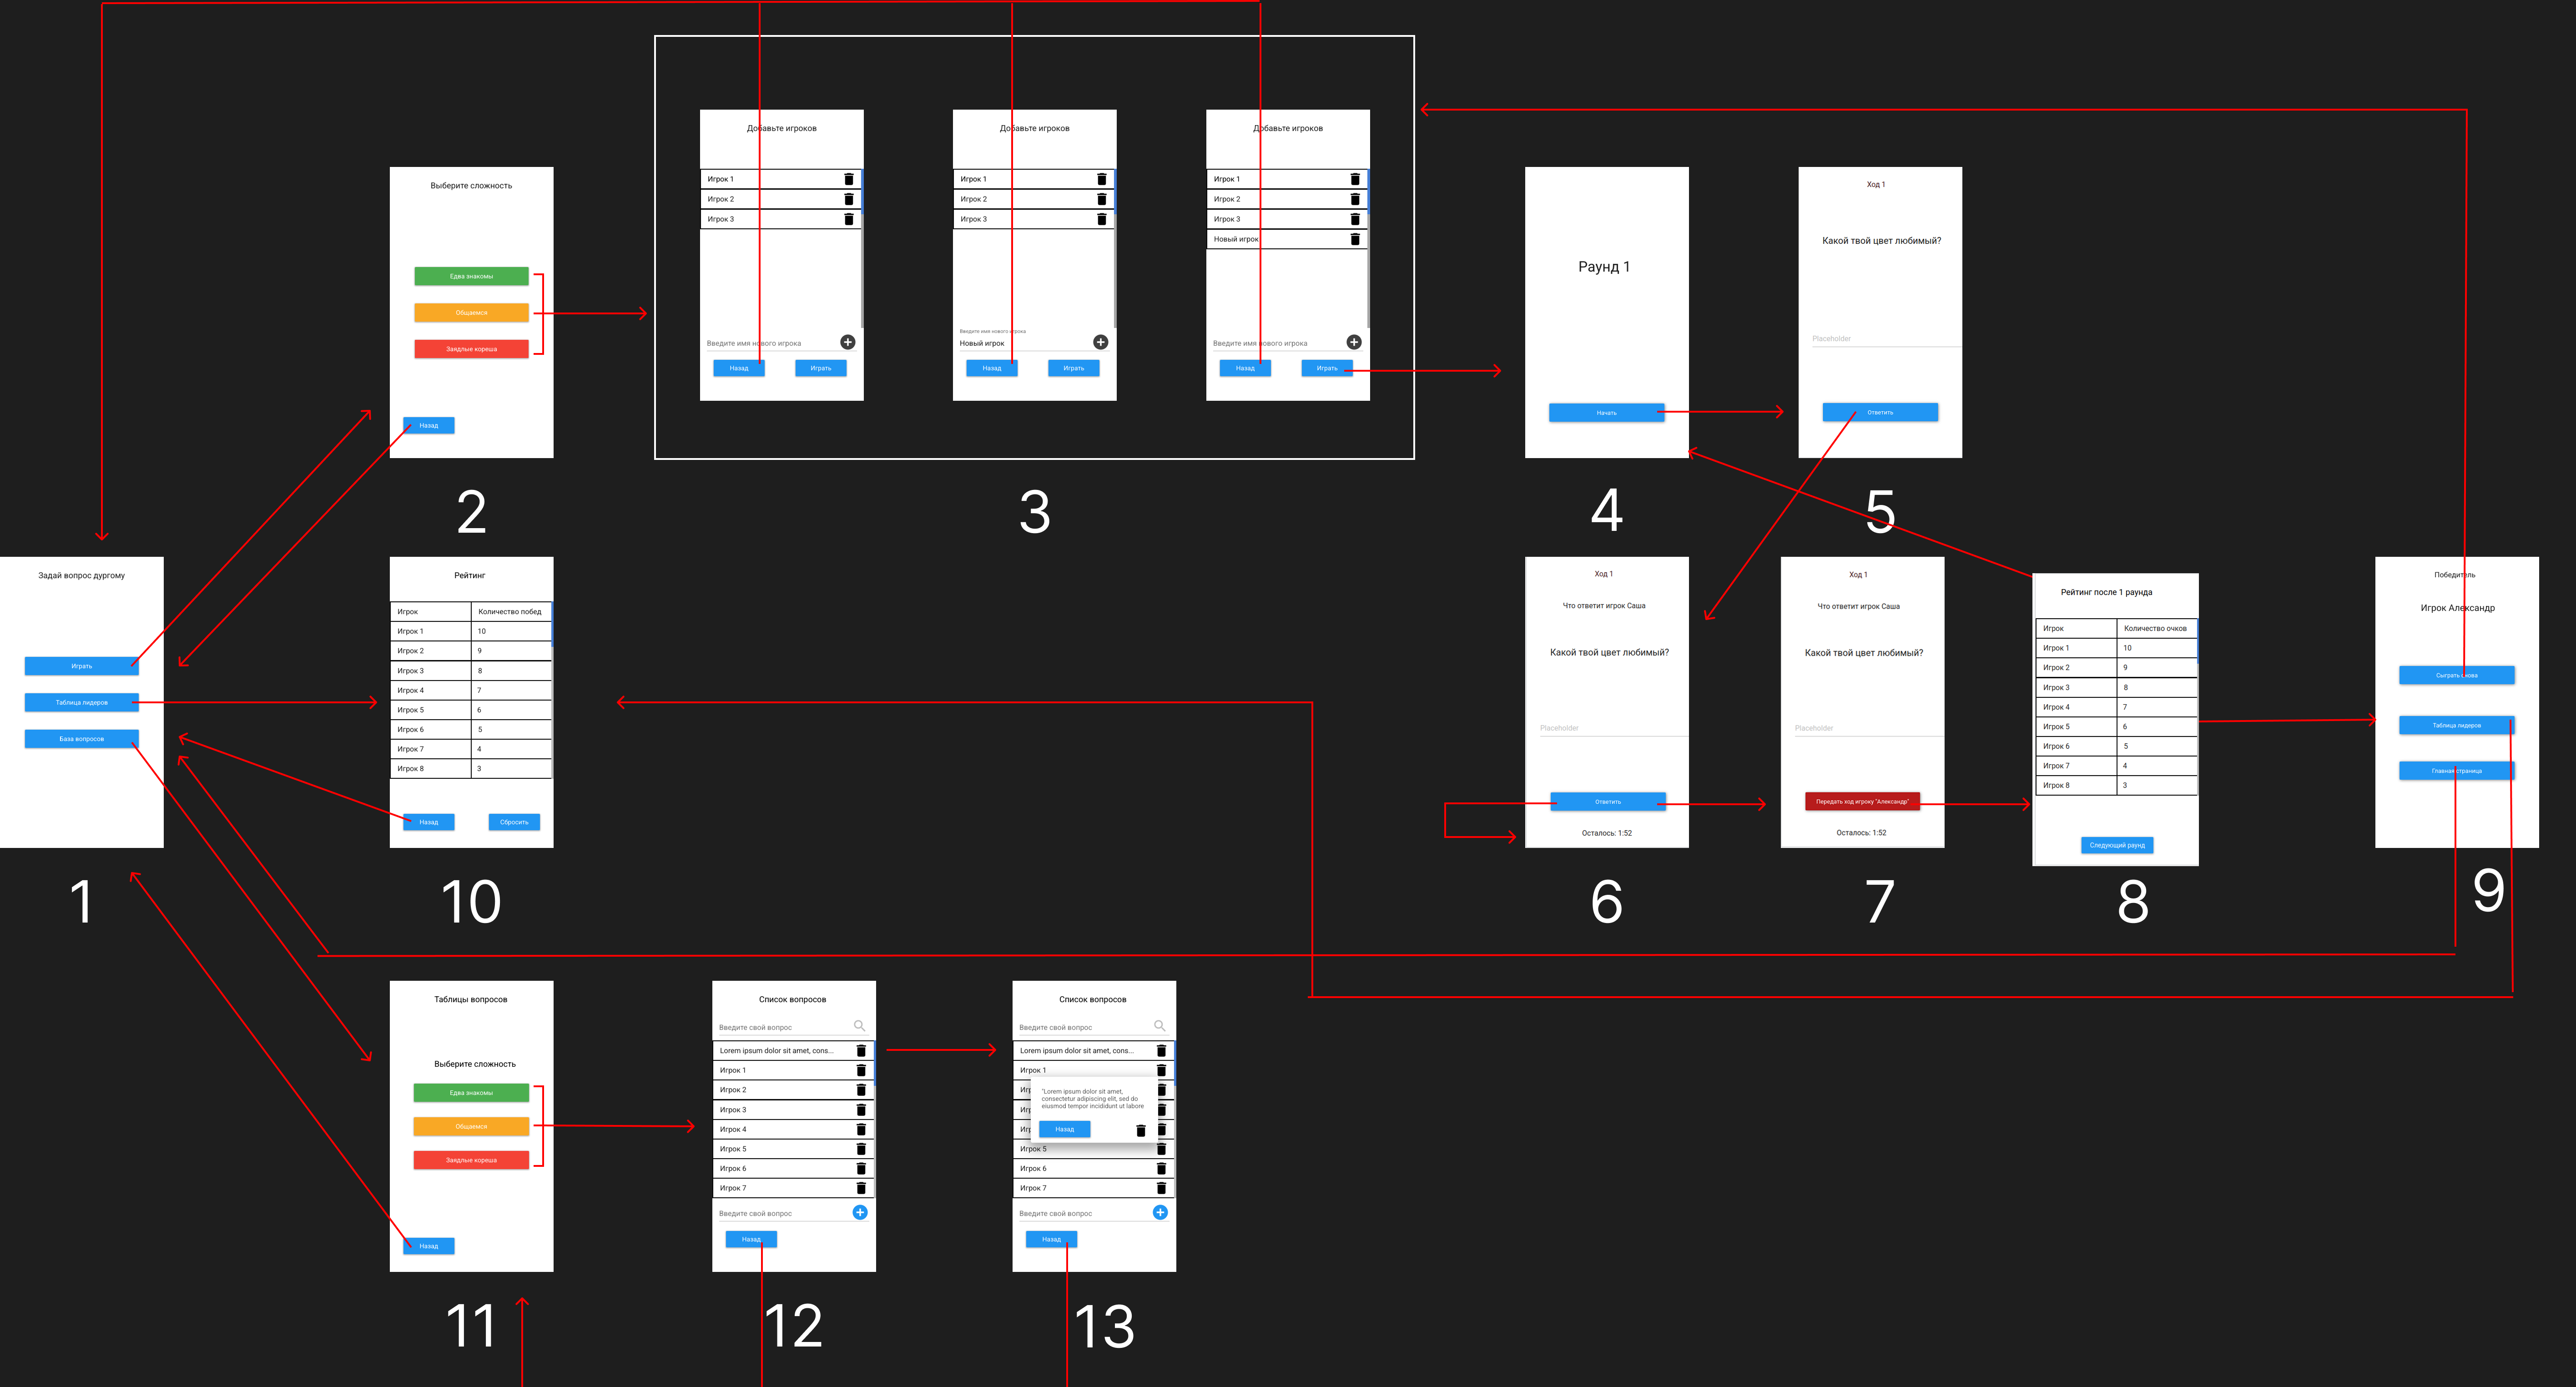 Выберите сложность
Едва знакомы
Общаемся
Заядлые кореша
Назад
2
Добавьте игроков
Игрок 1
Игрок 2
Игрок 3
Введите имя нового игрока
Назад
Играть
Добавьте игроков
Игрок 1
Игрок 2
Игрок 3
Введите имя нового игрока
Новый игрок
Назад
Играть
Добавьте игроков
Игрок 1
Игрок 2
Игрок 3
Новый игрок
Введите имя нового игрока
Назад
Играть
3
Раунд 1
Начать
4
Ход 1
Какой твой цвет любимый?
Placeholder
Ответить
5
Задай вопрос дургому
Играть
Таблица лидеров
База вопросов
1
Рейтинг
Игрок Количество побед
Игрок 1 10
Игрок 2 9
Игрок 3 8
Игрок 4 7
Игрок 5 6
Игрок 6 5
Игрок 7 4
Игрок 8 3
Назад
Сбросить
10
Ход 1
Что ответит игрок Саша
Какой твой цвет любимый?
Placeholder
Ответить
Осталось: 1:52
6
Ход 1
Что ответит игрок Саша
Какой твой цвет любимый?
Placeholder
Передать ход игроку "Александр"
Осталось: 1:52
7
Рейтинг после 1 раунда
Игрок Количество очков
Игрок 1 10
Игрок 2 9
Игрок 3 8
Игрок 4 7
Игрок 5 6
Игрок 6 5
Игрок 7 4
Игрок 8 3
Следующий раунд
8
Победитель
Игрок Александр
Сыграть снова
Таблица лидеров
Главная страница
9
Таблицы вопросов
Выберите сложность
Едва знакомы
Общаемся
Заядлые кореша
Назад
11
Список вопросов
Введите свой вопрос
Lorem ipsum dolor sit amet, cons...
Игрок 1
Игрок 2
Игрок 3
Игрок 4
Игрок 5
Игрок 6
Игрок 7
Введите свой вопрос
Назад
12
Список вопросов
Введите свой вопрос
Lorem ipsum dolor sit amet, cons...
Игрок 1
Игр
Игр
Игр
"Lorem ipsum dolor sit amet,
consectetur adipiscing elit, sed do
eiusmod tempor incididunt ut labore
Назад
Игрок 5
Игрок 6
Игрок 7
Введите свой вопрос
Назад
13